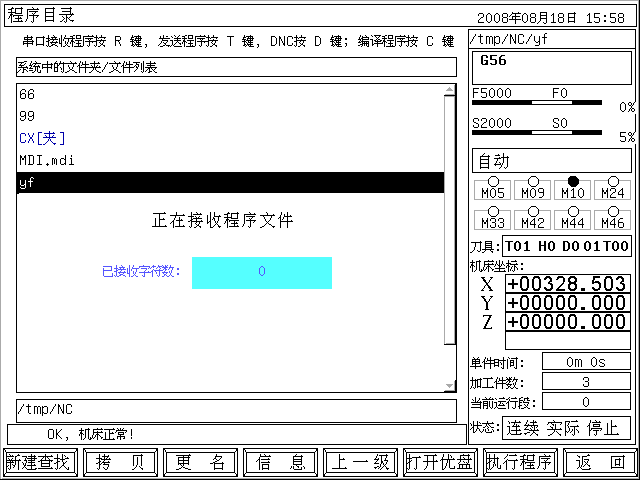 程序目录
2008年08月18日 15:58
串口接收程序按 R 键, 发送程序按 T 键, DNC按 D 键; 编译程序按 C 键
系统中的文件夹/文件列表
66
99
CX[夹]
MDI.mdi
yf
正在接收程序文件
已接收字符数: 0
/tmp/NC
OK, 机床正常!
/tmp/NC/yf
G56
F5000 F0
0%
S2000 S0
5%
自动
M05 M09 M10 M24
M33 M42 M44 M46
刀具: T01 H0 D0 01 T00
机床坐标:
X +00328.503
Y +00000.000
Z +00000.000
单件时间: 0m 0s
加工件数: 3
当前运行段: 0
状态: 连续 实际 停止
新建查找 拷 贝 更 名 信 息 上一级 打开优盘 执行程序 返 回